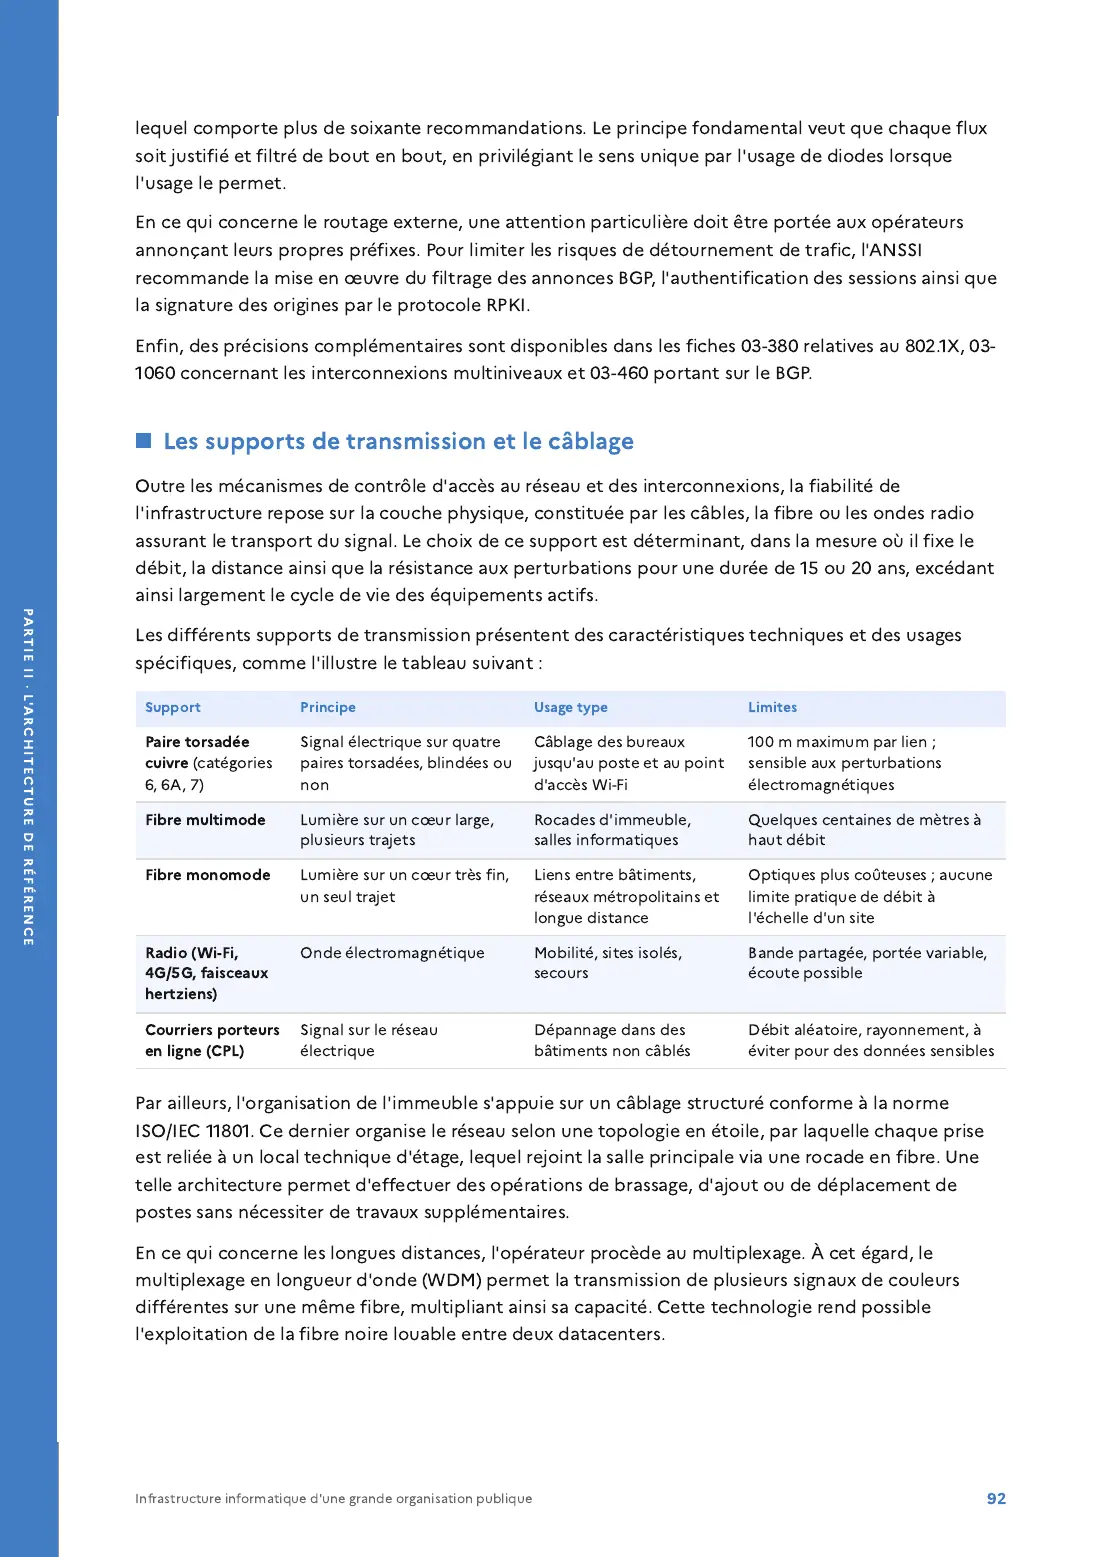 lequel comporte plus de soixante recommandations. Le principe fondamental veut que chaque flux
soit justifié et filtré de bout en bout, en privilégiant le sens unique par l'usage de diodes lorsque
l'usage le permet.
En ce qui concerne le routage externe, une attention particulière doit être portée aux opérateurs
annonçant leurs propres préfixes. Pour limiter les risques de détournement de trafic, l'ANSSI
recommande la mise en œuvre du filtrage des annonces BGP, l'authentification des sessions ainsi que
la signature des origines par le protocole RPKI.
Enfin, des précisions complémentaires sont disponibles dans les fiches 03-380 relatives au 802.1X, 03-
1060 concernant les interconnexions multiniveaux et 03-460 portant sur le BGP.
Les supports de transmission et le câblage
Outre les mécanismes de contrôle d'accès au réseau et des interconnexions, la fiabilité de
l'infrastructure repose sur la couche physique, constituée par les câbles, la fibre ou les ondes radio
assurant le transport du signal. Le choix de ce support est déterminant, dans la mesure où il fixe le
débit, la distance ainsi que la résistance aux perturbations pour une durée de 15 ou 20 ans, excédant
ainsi largement le cycle de vie des équipements actifs.
Les différents supports de transmission présentent des caractéristiques techniques et des usages
spécifiques, comme l'illustre le tableau suivant :
Support Principe Usage type Limites
Paire torsadée Signal électrique sur quatre Câblage des bureaux 100 m maximum par lien ;
cuivre (catégories paires torsadées, blindées ou jusqu'au poste et au point sensible aux perturbations
6, 6A, 7) non d'accès Wi-Fi électromagnétiques
Fibre multimode Lumière sur un cœur large, Rocades d'immeuble, Quelques centaines de mètres à
plusieurs trajets salles informatiques haut débit
Fibre monomode Lumière sur un cœur très fin, Liens entre bâtiments, Optiques plus coûteuses ; aucune
un seul trajet réseaux métropolitains et limite pratique de débit à
longue distance l'échelle d'un site
Radio (Wi-Fi, Onde électromagnétique Mobilité, sites isolés, Bande partagée, portée variable,
4G/5G, faisceaux secours écoute possible
hertziens)
Courriers porteurs Signal sur le réseau Dépannage dans des Débit aléatoire, rayonnement, à
en ligne (CPL) électrique bâtiments non câblés éviter pour des données sensibles
Par ailleurs, l'organisation de l'immeuble s'appuie sur un câblage structuré conforme à la norme
ISO/IEC 11801. Ce dernier organise le réseau selon une topologie en étoile, par laquelle chaque prise
est reliée à un local technique d'étage, lequel rejoint la salle principale via une rocade en fibre. Une
telle architecture permet d'effectuer des opérations de brassage, d'ajout ou de déplacement de
postes sans nécessiter de travaux supplémentaires.
En ce qui concerne les longues distances, l'opérateur procède au multiplexage. À cet égard, le
multiplexage en longueur d'onde (WDM) permet la transmission de plusieurs signaux de couleurs
différentes sur une même fibre, multipliant ainsi sa capacité. Cette technologie rend possible
l'exploitation de la fibre noire louable entre deux datacenters.
PARTIE II · L'ARCHITECTURE DE RÉFÉRENCE
Infrastructure informatique d'une grande organisation publique 92